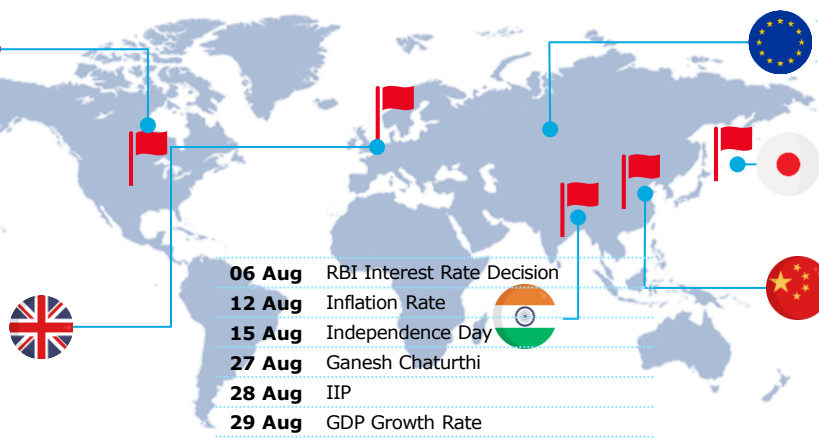 06 Aug RBI Interest Rate Decision
12 Aug Inflation Rate
15 Aug Independence Day
27 Aug Ganesh Chaturthi
28 Aug IIP
29 Aug GDP Growth Rate